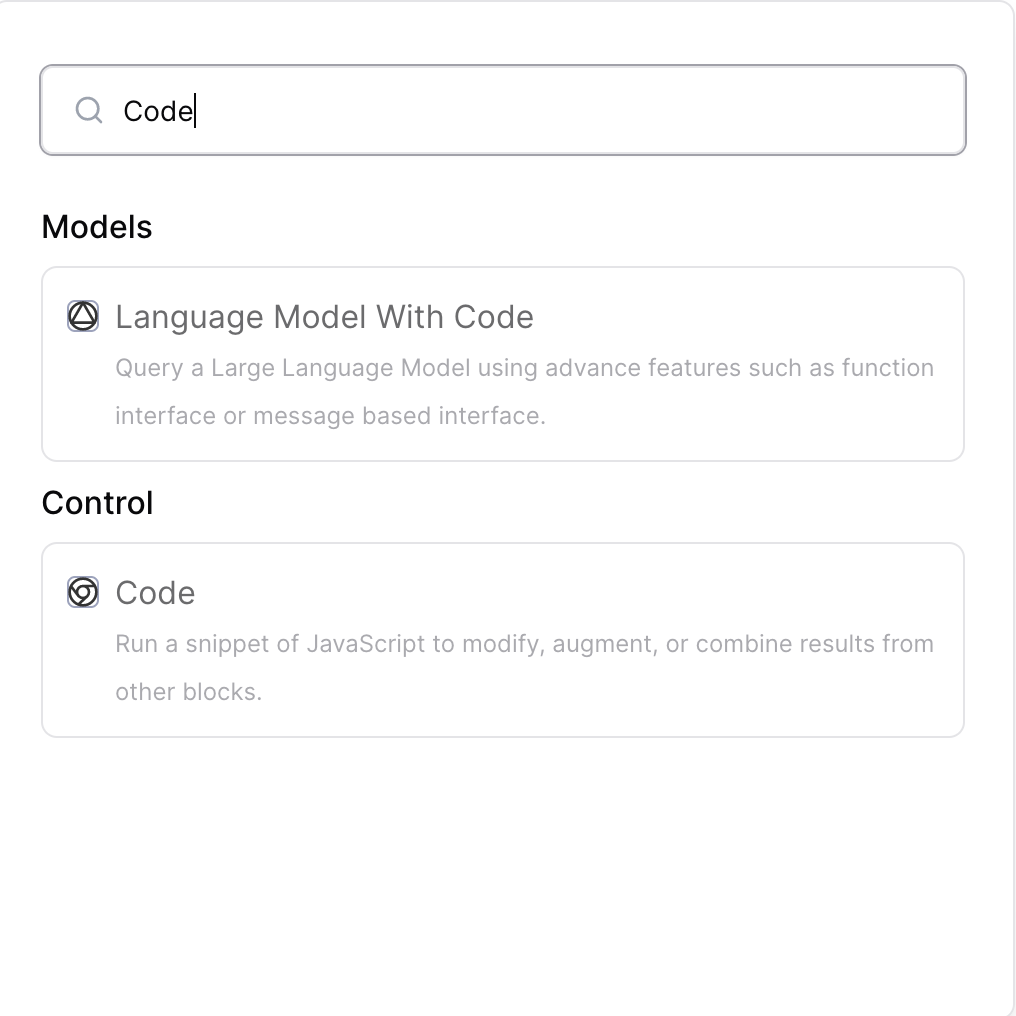 Code
Models
Language Model With Code
Query a Large Language Model using advance features such as function
interface or message based interface.
Control
Code
Run a snippet of JavaScript to modify, augment, or combine results from
other blocks.